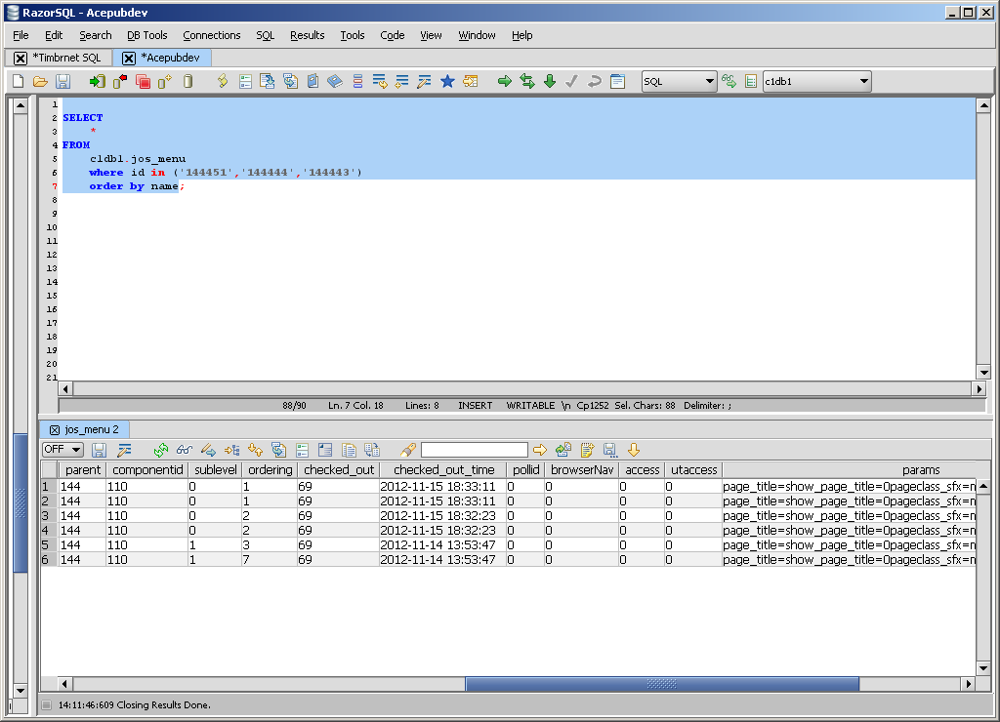 RazorSQL - Acepubdev
File Edit Search DB Tools Connections SQL Results Tools Code View Window Help
*Timbrnet SQL *Acepubdev
SQL c1db1
1
2 SELECT
3 *
4 FROM
5 c1db1.jos_menu
6 where id in ('144451','144444','144443')
7 order by name;
8
9
10
11
12
13
14
15
16
17
18
19
20
21
88/90 Ln. 7 Col. 18 Lines: 8 INSERT WRITABLE \n Cp1252 Sel. Chars: 88 Delimiter: ;
jos_menu 2
OFF
parent componentid sublevel ordering checked_out checked_out_time pollid browserNav access utaccess params
1 144 110 0 1 69 2012-11-15 18:33:11 0 0 0 0 page_title=show_page_title=0pageclass_sfx=n
2 144 110 0 1 69 2012-11-15 18:33:11 0 0 0 0 page_title=show_page_title=0pageclass_sfx=n
3 144 110 0 2 69 2012-11-15 18:32:23 0 0 0 0 page_title=show_page_title=0pageclass_sfx=n
4 144 110 0 2 69 2012-11-15 18:32:23 0 0 0 0 page_title=show_page_title=0pageclass_sfx=n
5 144 110 1 3 69 2012-11-14 13:53:47 0 0 0 0 page_title=show_page_title=0pageclass_sfx=n
6 144 110 1 7 69 2012-11-14 13:53:47 0 0 0 0 page_title=show_page_title=0pageclass_sfx=n
14:11:46:609 Closing Results Done.